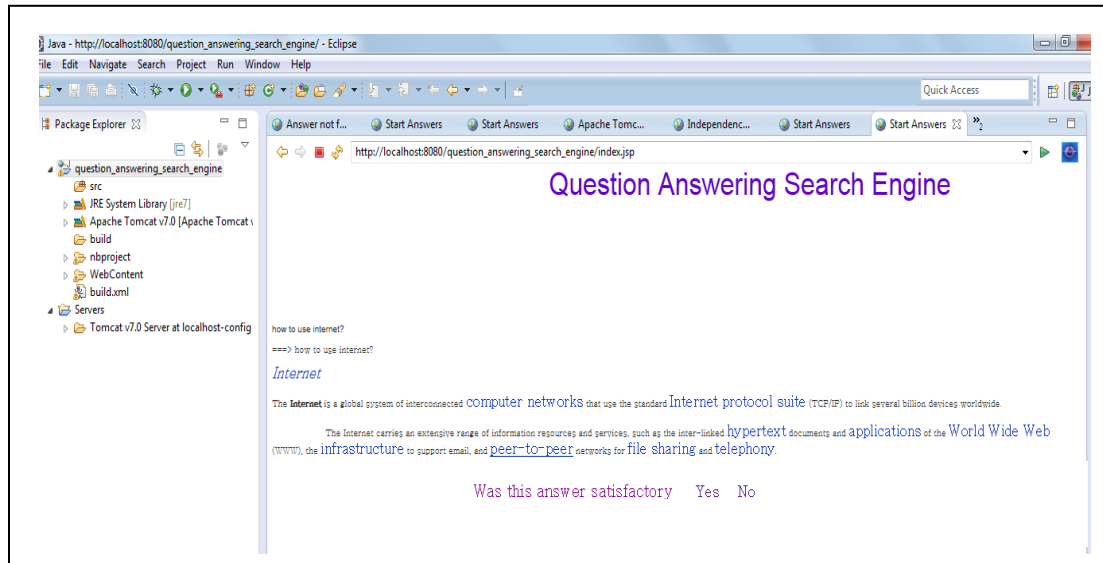 Java - http://localhost:8080/question_answering_search_engine/ - Eclipse
File Edit Navigate Search Project Run Window Help
Quick Access
Package Explorer
Answer not f... Start Answers Start Answers Apache Tomc... Independenc... Start Answers Start Answers »2
http://localhost:8080/question_answering_search_engine/index.jsp
question_answering_search_engine
src
JRE System Library [jre7]
Apache Tomcat v7.0 [Apache Tomcat v
build
nbproject
WebContent
build.xml
Servers
Tomcat v7.0 Server at localhost-config
Question Answering Search Engine
how to use internet?
===> how to use internet?
Internet
The Internet is a global system of interconnected computer networks that use the standard Internet protocol suite (TCP/IP) to link several billion devices worldwide.
The Internet carries an extensive range of information resources and services, such as the inter-linked hypertext documents and applications of the World Wide Web
(WWW), the infrastructure to support email, and peer-to-peer networks for file sharing and telephony.
Was this answer satisfactory Yes No